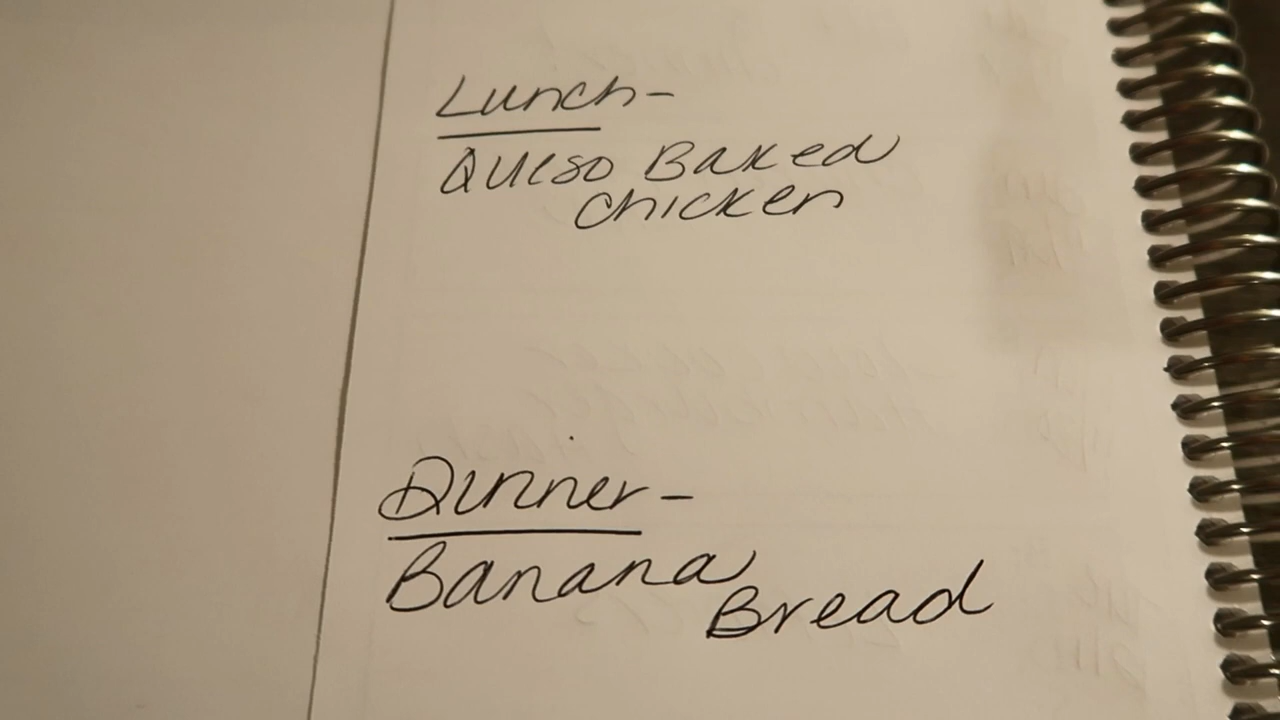 Lunch-
Queso Baked
chicken
Dinner-
Banana
Bread